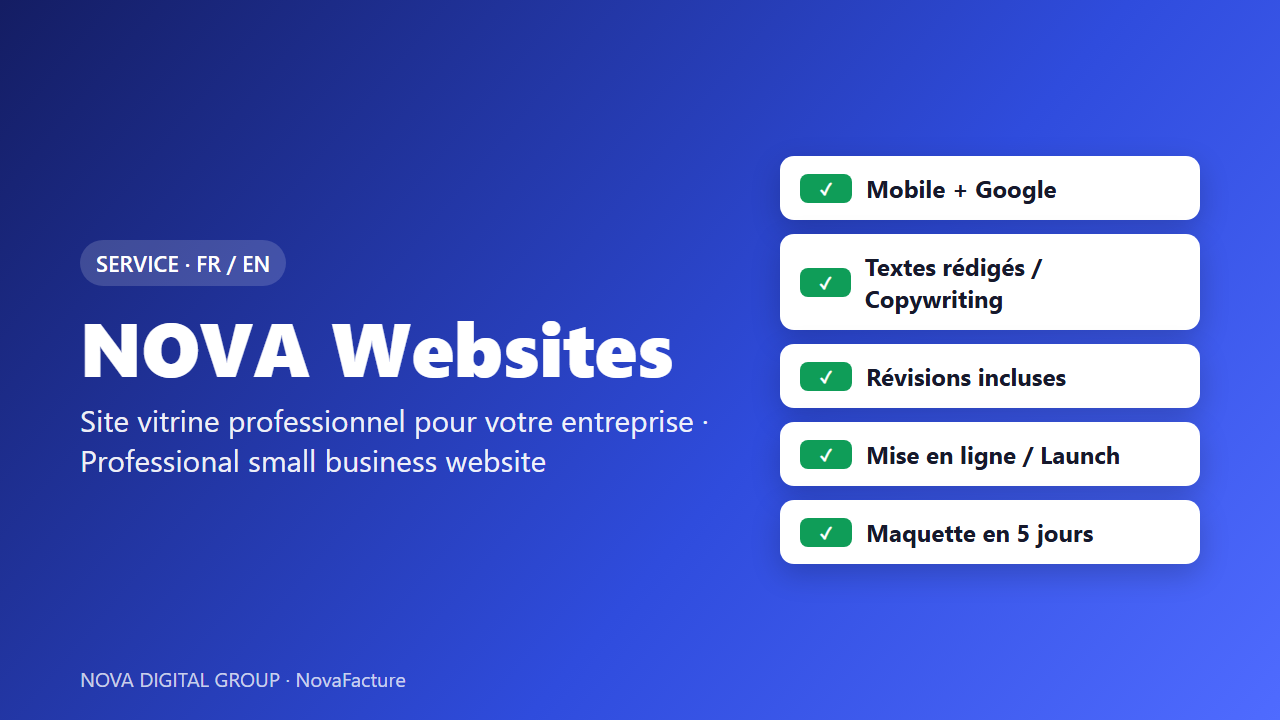 SERVICE · FR / EN
NOVA Websites
Site vitrine professionnel pour votre entreprise ·
Professional small business website
✓ Mobile + Google
✓ Textes rédigés /
Copywriting
✓ Révisions incluses
✓ Mise en ligne / Launch
✓ Maquette en 5 jours
NOVA DIGITAL GROUP · NovaFacture